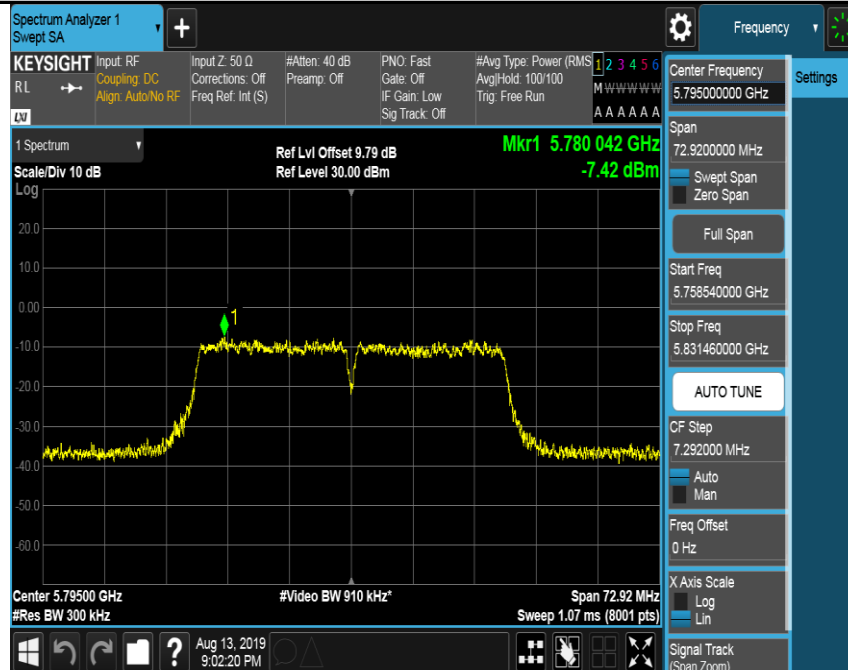 Spectrum Analyzer 1
Swept SA
Frequency
KEYSIGHT
Input: RF
Input Z: 50 Ω
#Atten: 40 dB
PNO: Fast
#Avg Type: Power (RMS
1 2 3 4 5 6
RL
Coupling: DC
Corrections: Off
Preamp: Off
Gate: Off
Avg|Hold: 100/100
M W W W W W
Align: Auto/No RF
Freq Ref: Int (S)
IF Gain: Low
Trig: Free Run
LXI
Sig Track: Off
A A A A A A
1 Spectrum
Ref Lvl Offset 9.79 dB
Mkr1 5.780 042 GHz
Scale/Div 10 dB
Ref Level 30.00 dBm
-7.42 dBm
Log
20.0
10.0
0.00
-10.0
-20.0
-30.0
-40.0
-50.0
-60.0
1
Center 5.79500 GHz
#Video BW 910 kHz*
Span 72.92 MHz
#Res BW 300 kHz
Sweep 1.07 ms (8001 pts)
?
Aug 13, 2019
9:02:20 PM
Center Frequency
5.795000000 GHz
Settings
Span
72.9200000 MHz
Swept Span
Zero Span
Full Span
Start Freq
5.758540000 GHz
Stop Freq
5.831460000 GHz
AUTO TUNE
CF Step
7.292000 MHz
Auto
Man
Freq Offset
0 Hz
X Axis Scale
Log
Lin
Signal Track
(Span Zoom)